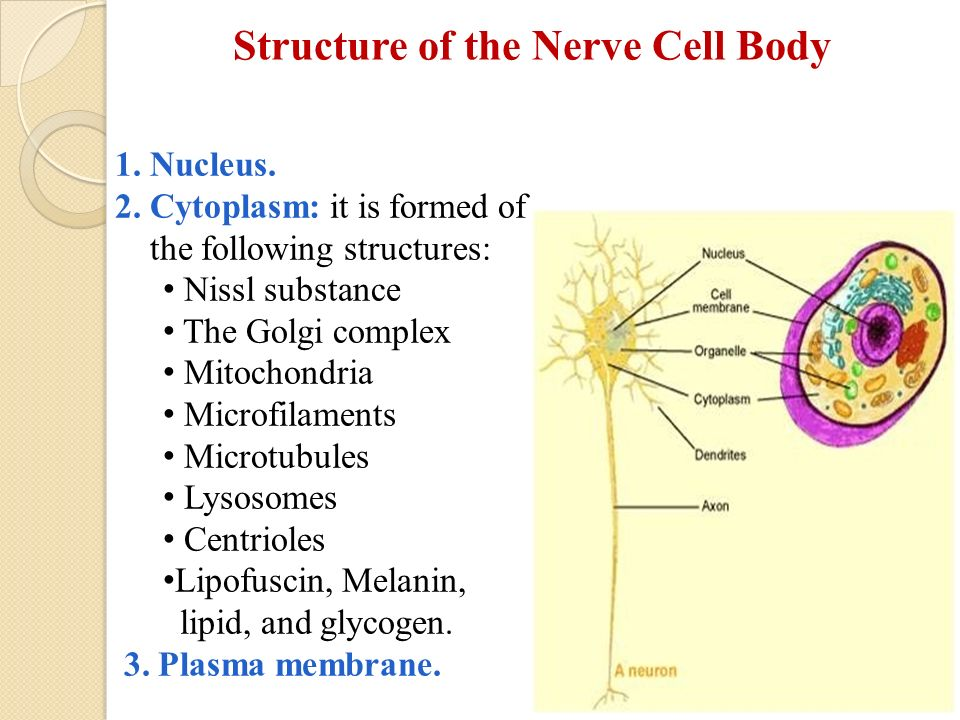 Structure of the Nerve Cell Body
1. Nucleus.
2. Cytoplasm: it is formed of
the following structures:
• Nissl substance
• The Golgi complex
• Mitochondria
• Microfilaments
• Microtubules
• Lysosomes
• Centrioles
•Lipofuscin, Melanin,
lipid, and glycogen.
3. Plasma membrane.
Nucleus
Cell
membrane
Organelle
Cytoplasm
Dendrites
Axon
A neuron